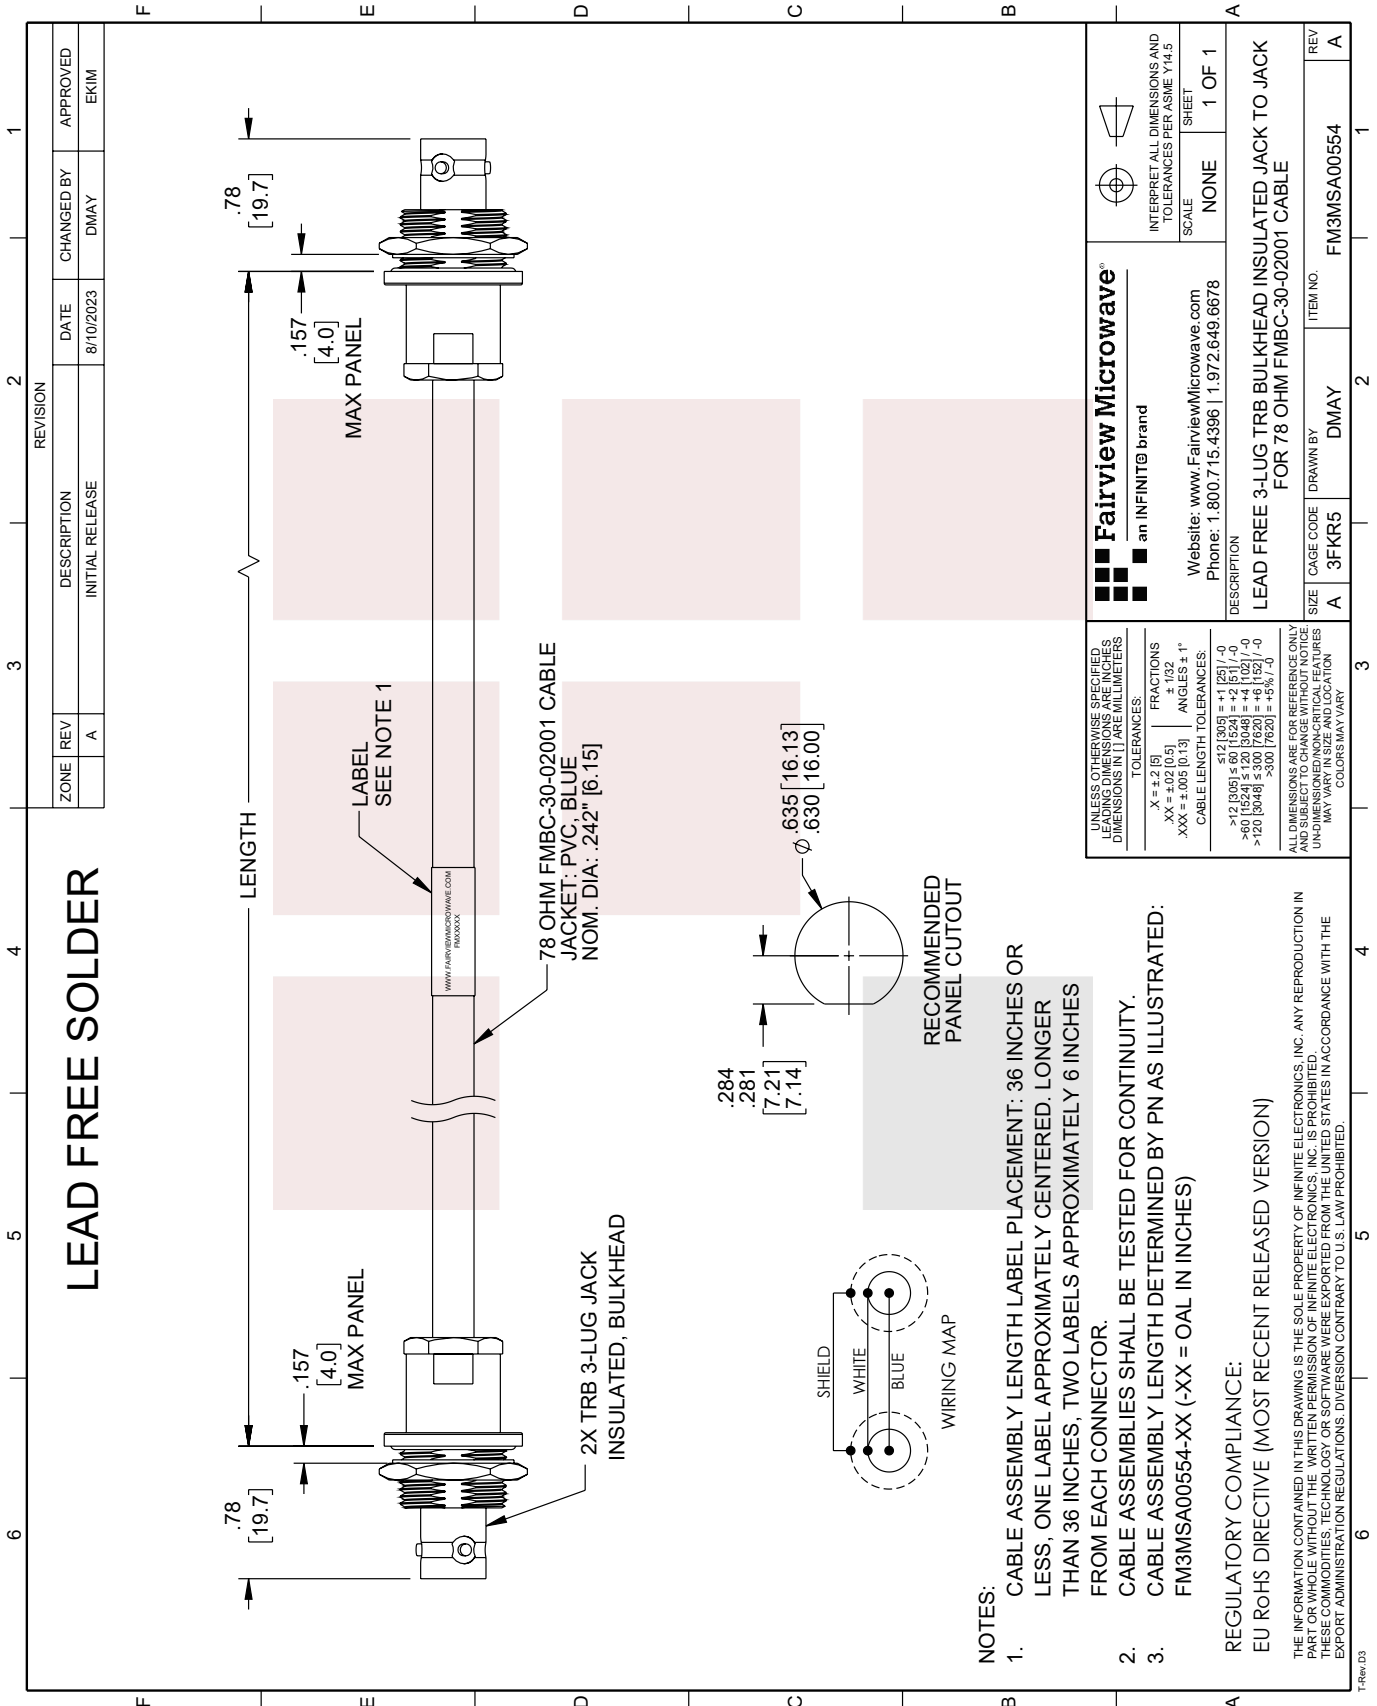 LEAD FREE SOLDER
REVISION
ZONE REV DESCRIPTION DATE CHANGED BY APPROVED
A INITIAL RELEASE 8/10/2023 DMAY EKIM
6 5 4 3 2 1
F E D C B A
LENGTH
.78
[19.7]
.157
[4.0]
MAX PANEL
.78
[19.7]
.157
[4.0]
MAX PANEL
LABEL
SEE NOTE 1
WWW.FAIRVIEWMICROWAVE.COM
FMXXXXX
2X TRB 3-LUG JACK
INSULATED, BULKHEAD
78 OHM FMBC-30-02001 CABLE
JACKET: PVC, BLUE
NOM. DIA: .242" [6.15]
SHIELD
WHITE
BLUE
WIRING MAP
.284
.281
[7.21]
[7.14]
∅ .635 [16.13]
.630 [16.00]
RECOMMENDED
PANEL CUTOUT
NOTES:
1. CABLE ASSEMBLY LENGTH LABEL PLACEMENT: 36 INCHES OR
LESS, ONE LABEL APPROXIMATELY CENTERED. LONGER
THAN 36 INCHES, TWO LABELS APPROXIMATELY 6 INCHES
FROM EACH CONNECTOR.
2. CABLE ASSEMBLIES SHALL BE TESTED FOR CONTINUITY.
3. CABLE ASSEMBLY LENGTH DETERMINED BY PN AS ILLUSTRATED:
FM3MSA00554-XX (-XX = OAL IN INCHES)
REGULATORY COMPLIANCE:
EU RoHS DIRECTIVE (MOST RECENT RELEASED VERSION)
THE INFORMATION CONTAINED IN THIS DRAWING IS THE SOLE PROPERTY OF INFINITE ELECTRONICS, INC. ANY REPRODUCTION IN
PART OR WHOLE WITHOUT THE WRITTEN PERMISSION OF INFINITE ELECTRONICS, INC. IS PROHIBITED.
THESE COMMODITIES, TECHNOLOGY OR SOFTWARE WERE EXPORTED FROM THE UNITED STATES IN ACCORDANCE WITH THE
EXPORT ADMINISTRATION REGULATIONS. DIVERSION CONTRARY TO U.S. LAW PROHIBITED.
UNLESS OTHERWISE SPECIFIED
LEADING DIMENSIONS ARE INCHES
DIMENSIONS IN [ ] ARE MILLIMETERS
TOLERANCES:
.X = ±.2 [5] FRACTIONS
.XX = ±.02 [0.5] ± 1/32
.XXX = ±.005 [0.13] ANGLES ± 1°
CABLE LENGTH TOLERANCES:
≤12 [305] = +1 [25] / -0
>12 [305] ≤ 60 [1524] = +2 [51] / -0
>60 [1524] ≤ 120 [3048] = +4 [102] / -0
>120 [3048] ≤ 300 [7620] = +6 [152] / -0
>300 [7620] = +5% / -0
ALL DIMENSIONS ARE FOR REFERENCE ONLY
AND SUBJECT TO CHANGE WITHOUT NOTICE.
UN-DIMENSIONED/NON-CRITICAL FEATURES
MAY VARY IN SIZE AND LOCATION
COLORS MAY VARY
Fairview Microwave®
an INFINIT@ brand
Website: www.FairviewMicrowave.com
Phone: 1.800.715.4396 | 1.972.649.6678
INTERPRET ALL DIMENSIONS AND
TOLERANCES PER ASME Y14.5
SCALE NONE SHEET 1 OF 1
DESCRIPTION
LEAD FREE 3-LUG TRB BULKHEAD INSULATED JACK TO JACK
FOR 78 OHM FMBC-30-02001 CABLE
SIZE A CAGE CODE 3FKR5 DRAWN BY DMAY ITEM NO. FM3MSA00554 REV A
6 5 4 3 2 1
F E D C B A
T-Rev.D3